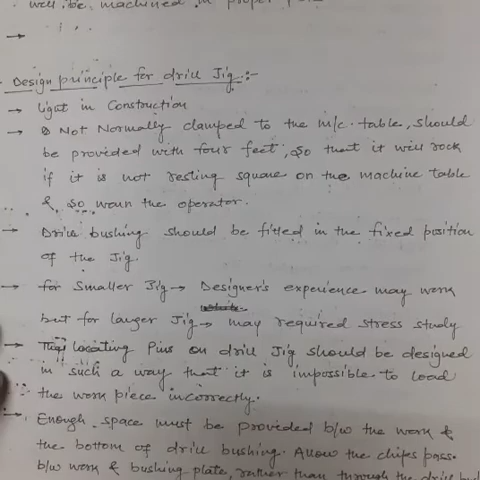 well be, machined in proper
→
Design principle for drill Jig :-
→ light in Construction
→ Not Normally clamped to the m/c table, should
be provided with four feet, so that it will rock
if it is not resting square on the machine table
& so warn the operator.
→ Drill bushing should be fitted in the fixed position
of the Jig.
→ for smaller Jig → Designer's experience may work
but for larger Jig → may required stress study
→ locating Pins on drill Jig should be designed
in such a way that it is impossible to load
the work piece incorrectly.
→ Enough space must be provided b/w the work &
the bottom of drill bushing. Allow the chips pass
b/w work & bushing plate, rather than through the drill